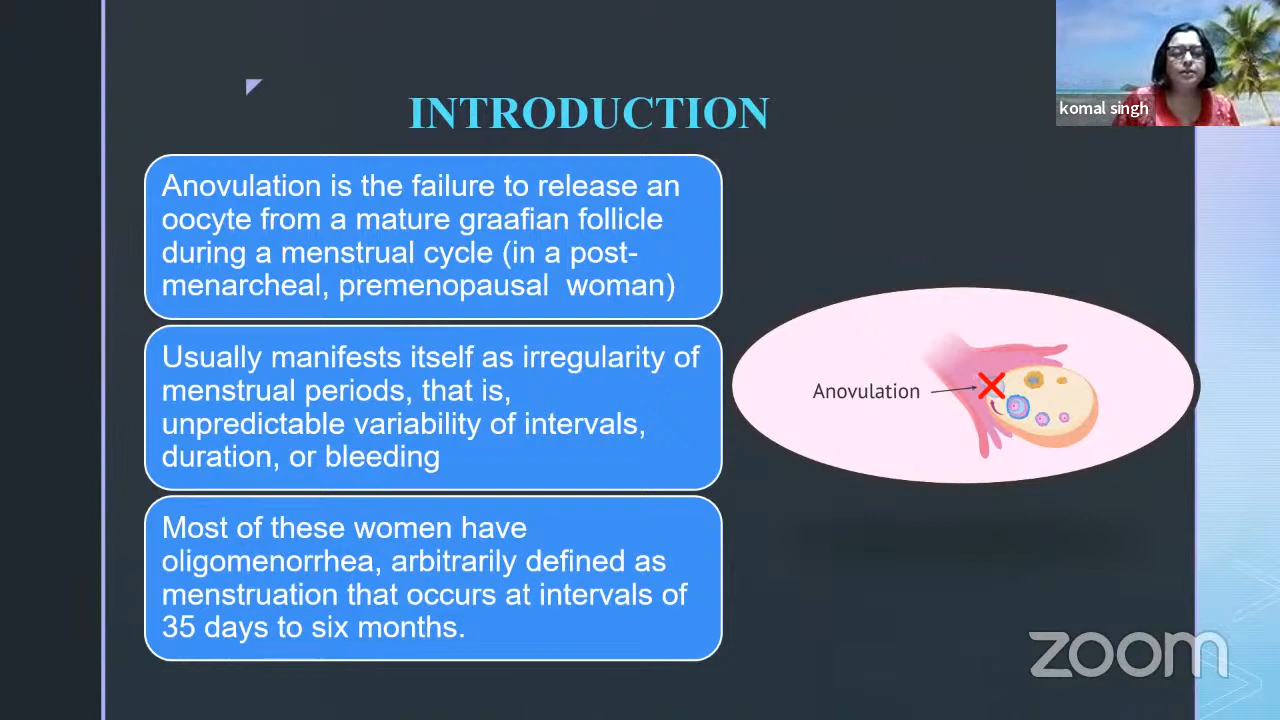 komal singh
INTRODUCTION
Anovulation is the failure to release an
oocyte from a mature graafian follicle
during a menstrual cycle (in a post-
menarcheal, premenopausal woman)
Usually manifests itself as irregularity of
menstrual periods, that is,
unpredictable variability of intervals,
duration, or bleeding
Most of these women have
oligomenorrhea, arbitrarily defined as
menstruation that occurs at intervals of
35 days to six months.
Anovulation
zoom